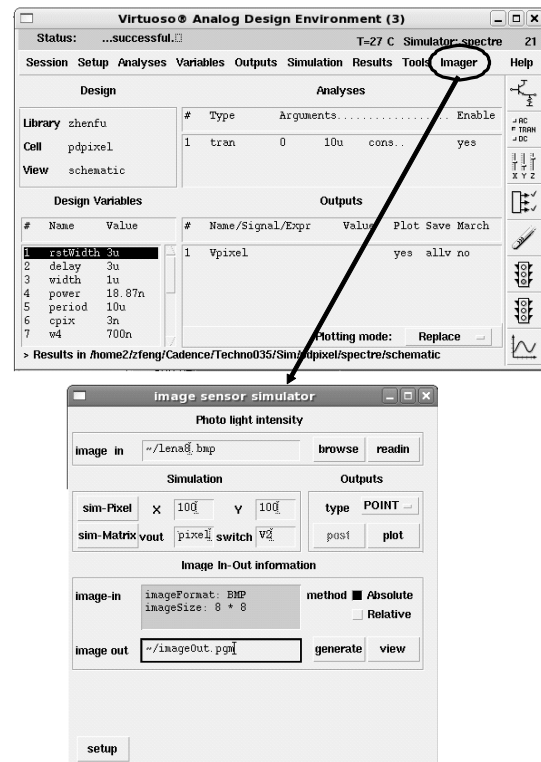 Virtuoso® Analog Design Environment (3)
Status: ...successful. T=27 C Simulator: spectre 21
Session Setup Analyses Variables Outputs Simulation Results Tools Imager Help
Design
Analyses
Library zhenfu
Cell pdpixel
View schematic
# Type Arguments.................... Enable
1 tran 0 10u cons.. yes
AC
TRAN
DC
X Y Z
Design Variables
Outputs
# Name Value
1 rstWidth 3u
2 delay 3u
3 width 1u
4 power 18.87n
5 period 10u
6 cpix 3n
7 w4 700n
# Name/Signal/Expr Value Plot Save March
1 Vpixel yes allv no
Plotting mode: Replace
> Results in /home2/zfeng/Cadence/Techno035/Sim/pdpixel/spectre/schematic
image sensor simulator
Photo light intensity
image in ~/lena8.bmp browse readin
Simulation
Outputs
sim-Pixel X 100 Y 100
type POINT
sim-Matrix vout pixel switch V2
post plot
Image In-Out information
image-in
imageFormat: BMP
imageSize: 8 * 8
method Absolute
Relative
image out ~/imageOut.pgm generate view
setup